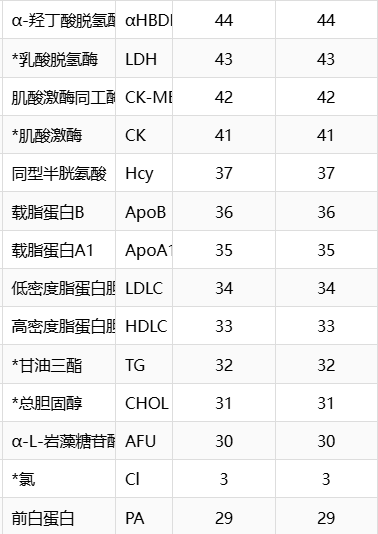 α-羟丁酸脱氢酶 αHBD 44 44
*乳酸脱氢酶 LDH 43 43
肌酸激酶同工酶 CK-MB 42 42
*肌酸激酶 CK 41 41
同型半胱氨酸 Hcy 37 37
载脂蛋白B ApoB 36 36
载脂蛋白A1 ApoA1 35 35
低密度脂蛋白胆 LDLC 34 34
高密度脂蛋白胆 HDLC 33 33
*甘油三酯 TG 32 32
*总胆固醇 CHOL 31 31
α-L-岩藻糖苷酶 AFU 30 30
*氯 Cl 3 3
前白蛋白 PA 29 29